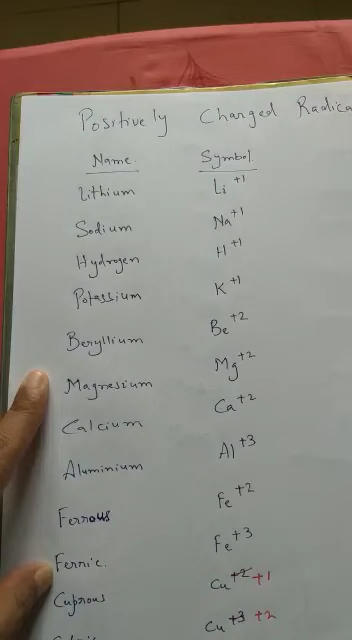 Positively Charged Radica
Name. Symbol.
Lithium Li +1
Sodium Na+1
Hydrogen H +1
Potassium K +1
Beryllium Be +2
Magnesium Mg +2
Calcium Ca +2
Aluminium Al +3
Ferrous Fe +2
Ferric. Fe +3
Cuprous Cu +2 +1
Cu +3 +2